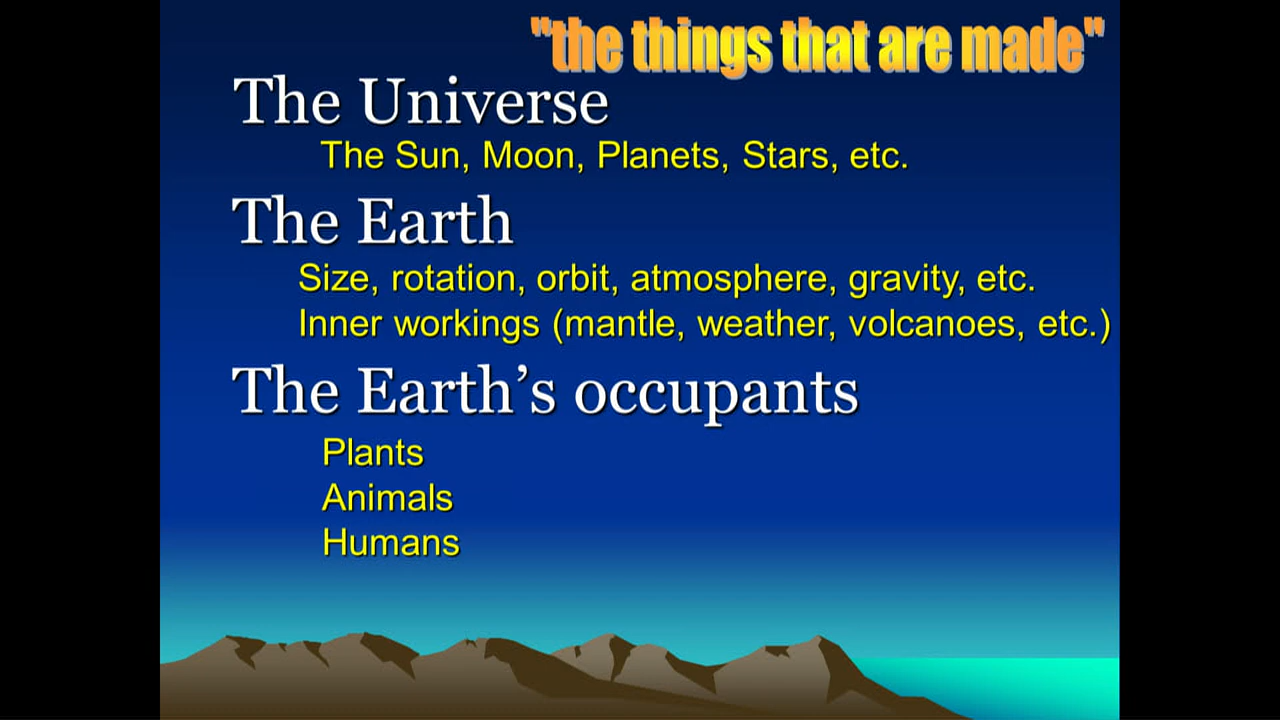 "the things that are made"
The Universe
The Sun, Moon, Planets, Stars, etc.
The Earth
Size, rotation, orbit, atmosphere, gravity, etc.
Inner workings (mantle, weather, volcanoes, etc.)
The Earth’s occupants
Plants
Animals
Humans